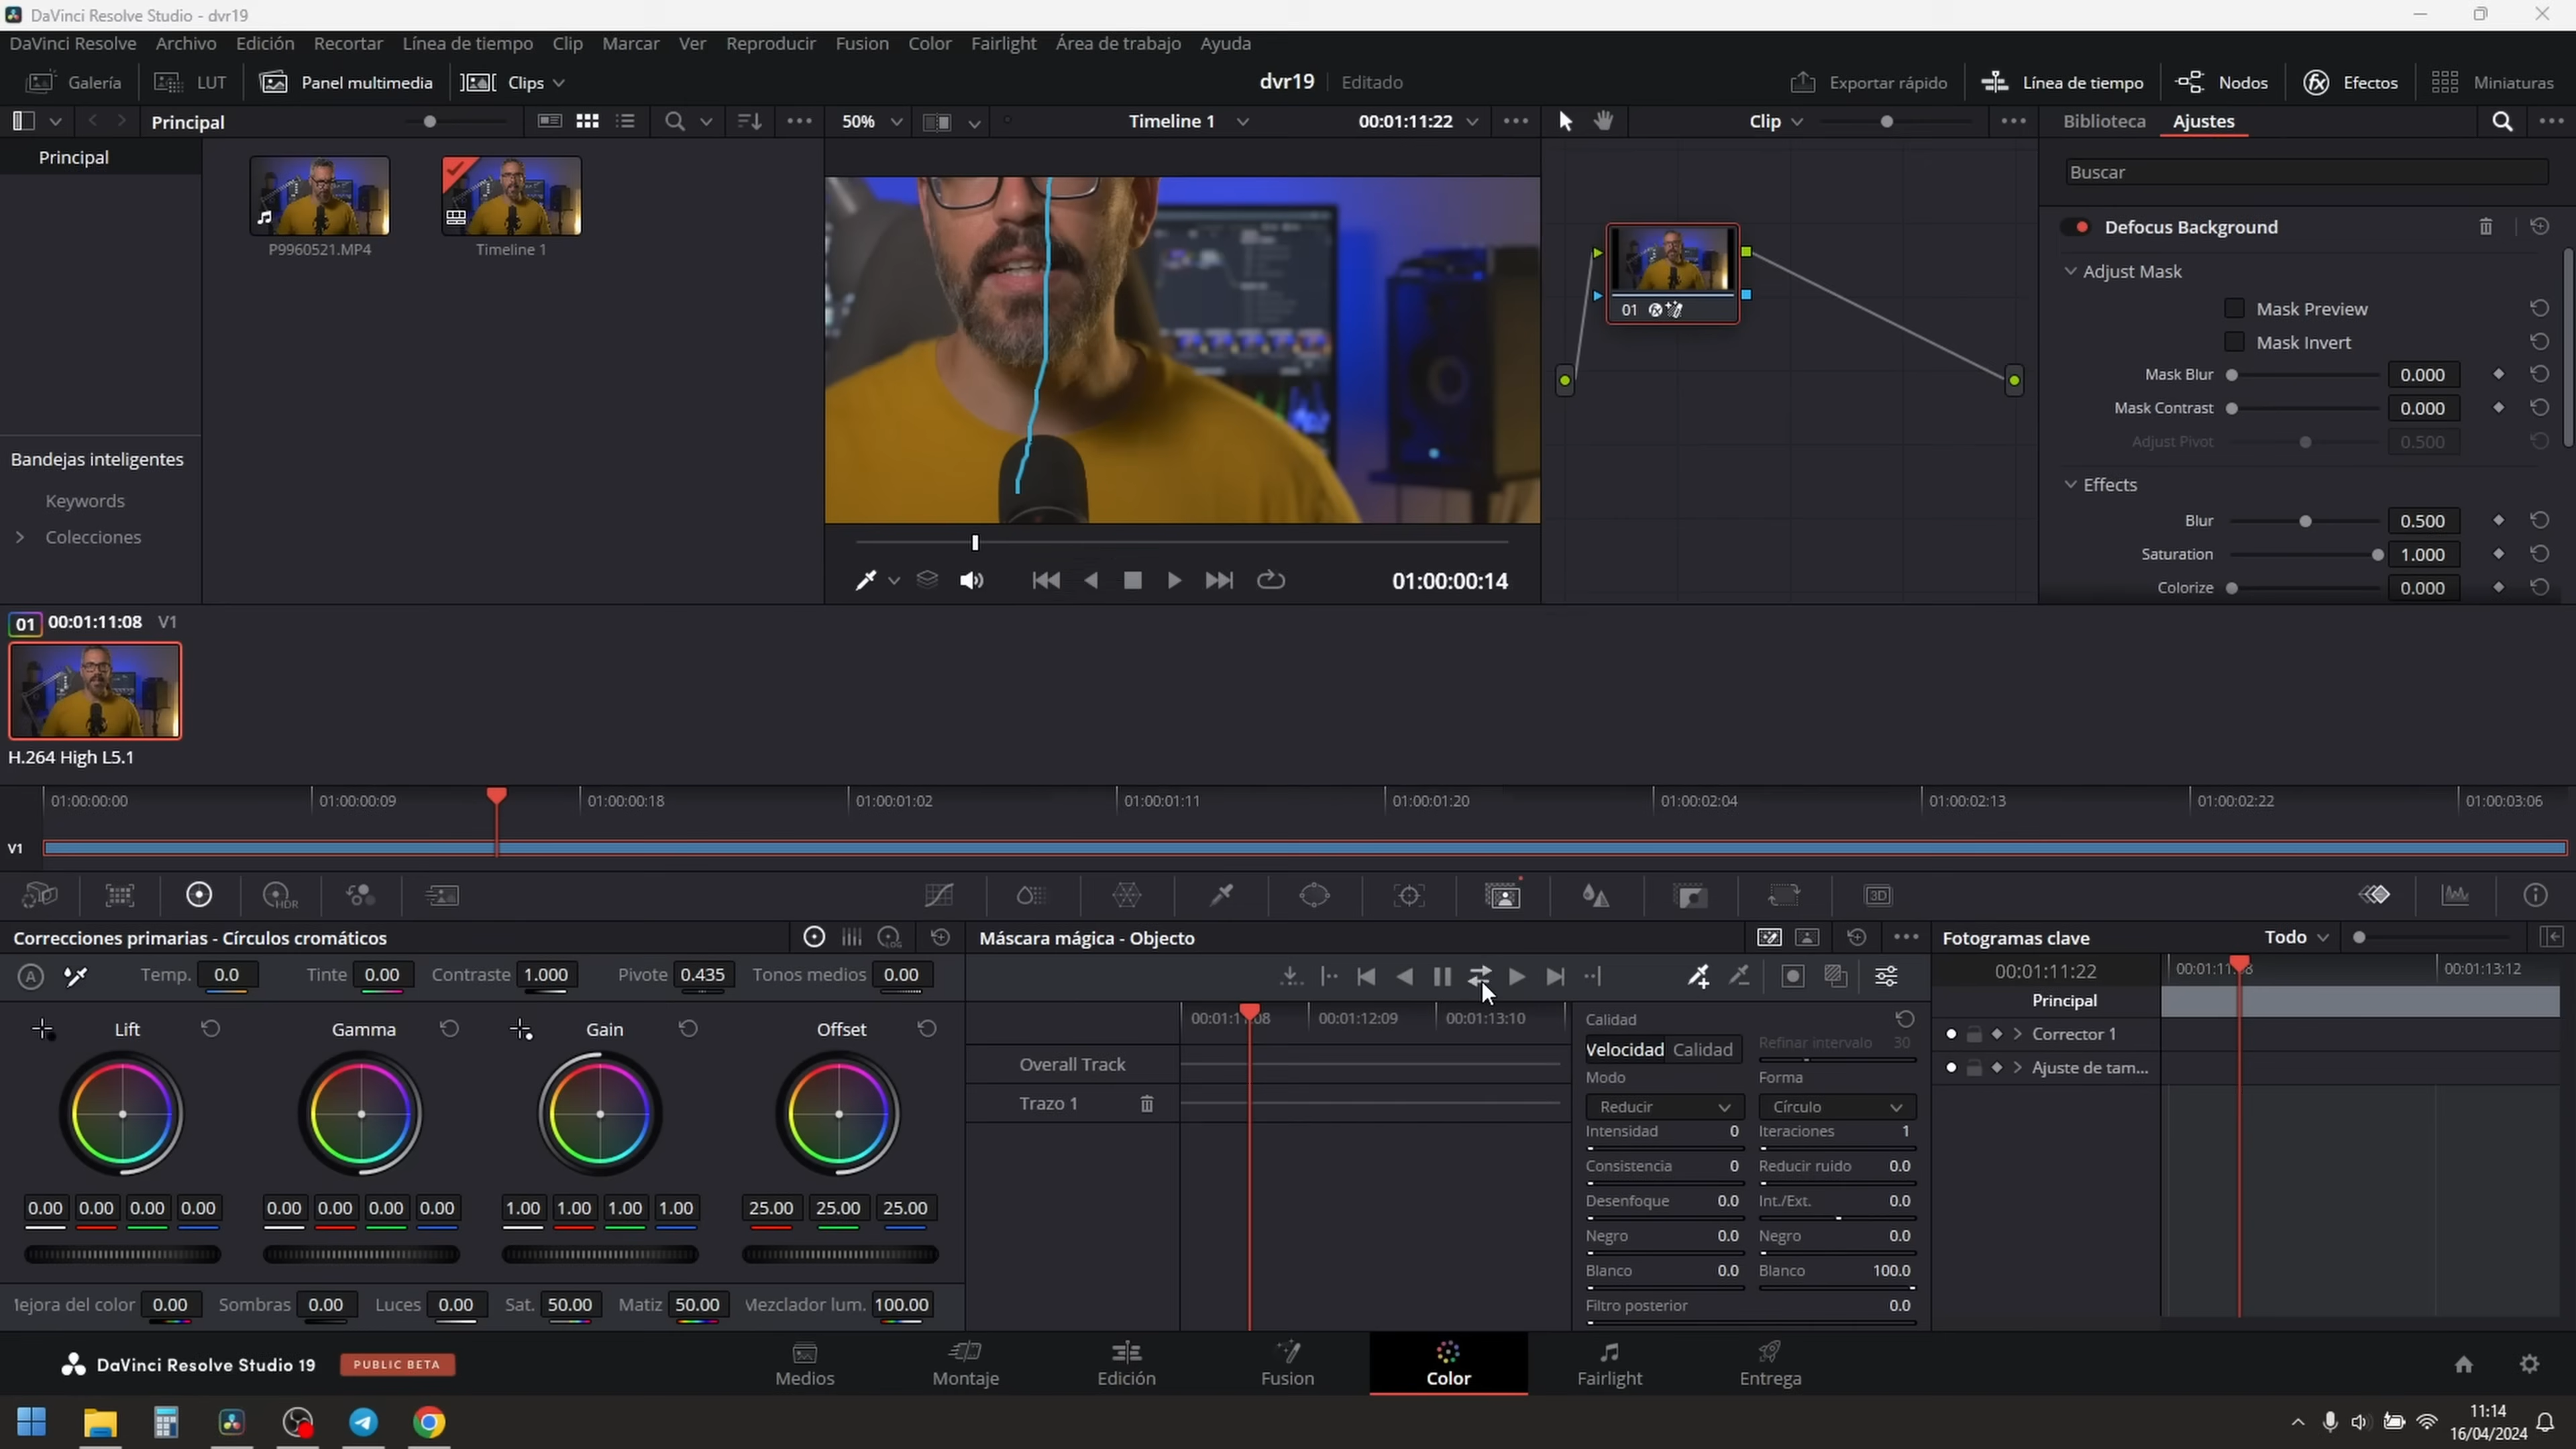 DaVinci Resolve Studio - dvr19
DaVinci Resolve Archivo Edición Recortar Línea de tiempo Clip Marcar Ver Reproducir Fusion Color Fairlight Área de trabajo Ayuda
Galería LUT Panel multimedia Clips dvr19 Editado Exportar rápido Línea de tiempo Nodos Efectos Miniaturas
Principal 50% Timeline 1 00:01:11:22 Clip Biblioteca Ajustes
Principal
Buscar
P9960521.MP4 Timeline 1
Defocus Background
Adjust Mask
Mask Preview
Mask Invert
Mask Blur 0.000
Mask Contrast 0.000
Adjust Pivot 0.500
Effects
Blur 0.500
Saturation 1.000
Colorize 0.000
01
Bandejas inteligentes
Keywords
Colecciones
01:00:00:14
01 00:01:11:08 V1
H.264 High L5.1
01:00:00:00 01:00:00:09 01:00:00:18 01:00:01:02 01:00:01:11 01:00:01:20 01:00:02:04 01:00:02:13 01:00:02:22 01:00:03:06
V1
HDR
3D
Correcciones primarias - Círculos cromáticos
LOG
Máscara mágica - Objecto
Fotogramas clave Todo
A Temp. 0.0 Tinte 0.00 Contraste 1.000 Pivote 0.435 Tonos medios 0.00
Lift Gamma Gain Offset
0.00 0.00 0.00 0.00 0.00 0.00 0.00 0.00 1.00 1.00 1.00 1.00 25.00 25.00 25.00
Mejora del color 0.00 Sombras 0.00 Luces 0.00 Sat. 50.00 Matiz 50.00 Mezclador lum. 100.00
00:01:12:09 00:01:13:10
Overall Track
Trazo 1
Calidad
Velocidad Calidad Refinar intervalo 30
Modo Forma
Reducir Círculo
Intensidad 0 Iteraciones 1
Consistencia 0 Reducir ruido 0.0
Desenfoque 0.0 Int./Ext. 0.0
Negro 0.0 Negro 0.0
Blanco 0.0 Blanco 100.0
Filtro posterior 0.0
00:01:11:22 00:01:13:12
Principal
Corrector 1
Ajuste de tam...
DaVinci Resolve Studio 19 PUBLIC BETA
Medios Montaje Edición Fusion Color Fairlight Entrega
11:14
16/04/2024